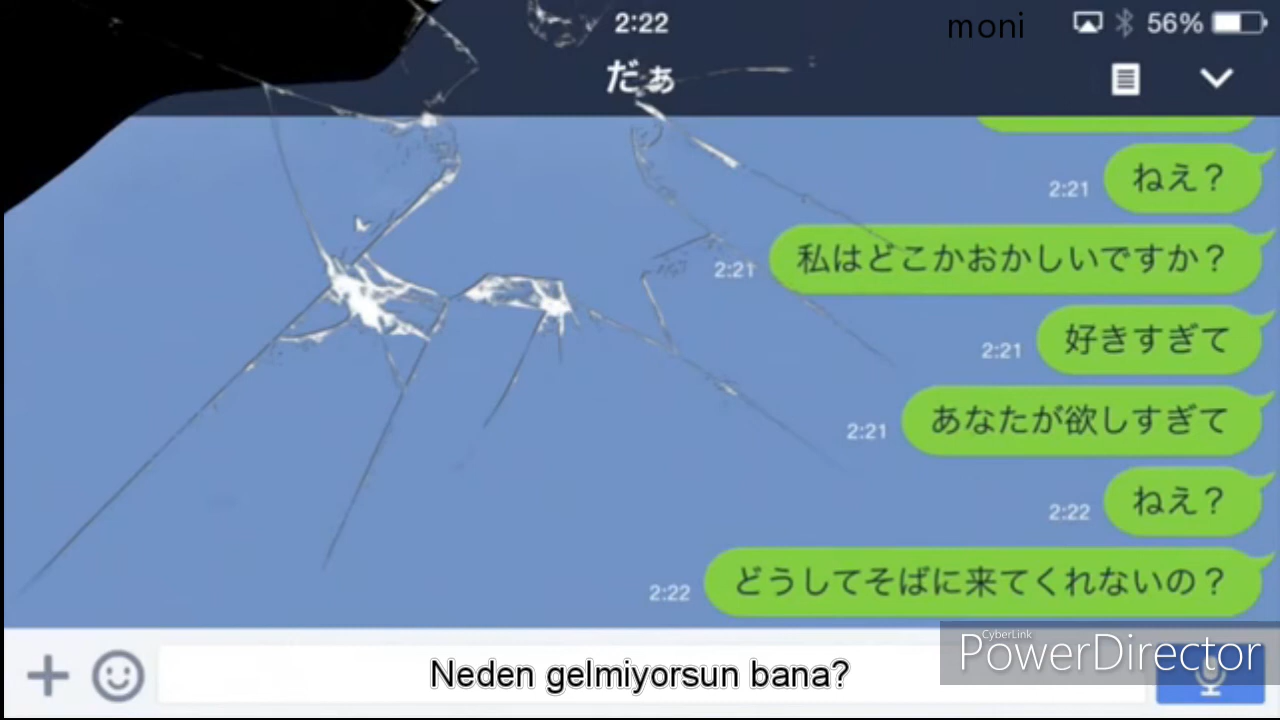 2:22
moni
56%
だぁ
ねえ？
2:21
私はどこかおかしいですか？
2:21
好きすぎて
2:21
あなたが欲しすぎて
2:21
ねえ？
2:22
どうしてそばに来てくれないの？
2:22
Neden gelmiyorsun bana?
CyberLink
PowerDirector